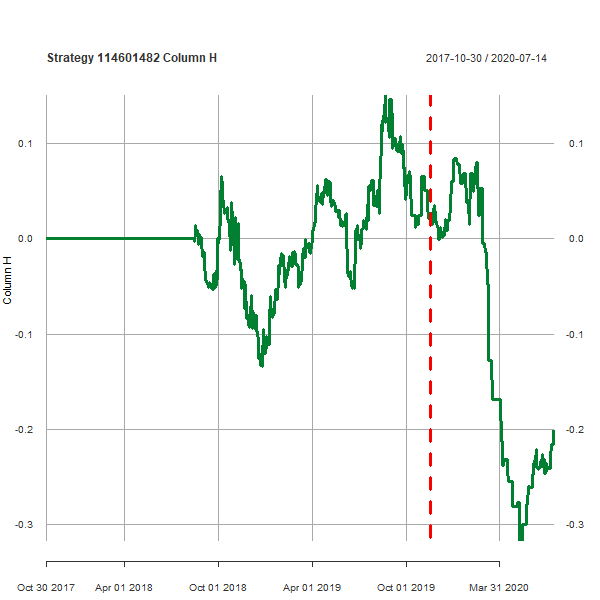 Strategy 114601482 Column H
2017-10-30 / 2020-07-14
0.1
0.1
0.0
0.0
-0.1
-0.1
-0.2
-0.2
-0.3
-0.3
Column H
Oct 30 2017
Apr 01 2018
Oct 01 2018
Apr 01 2019
Oct 01 2019
Mar 31 2020